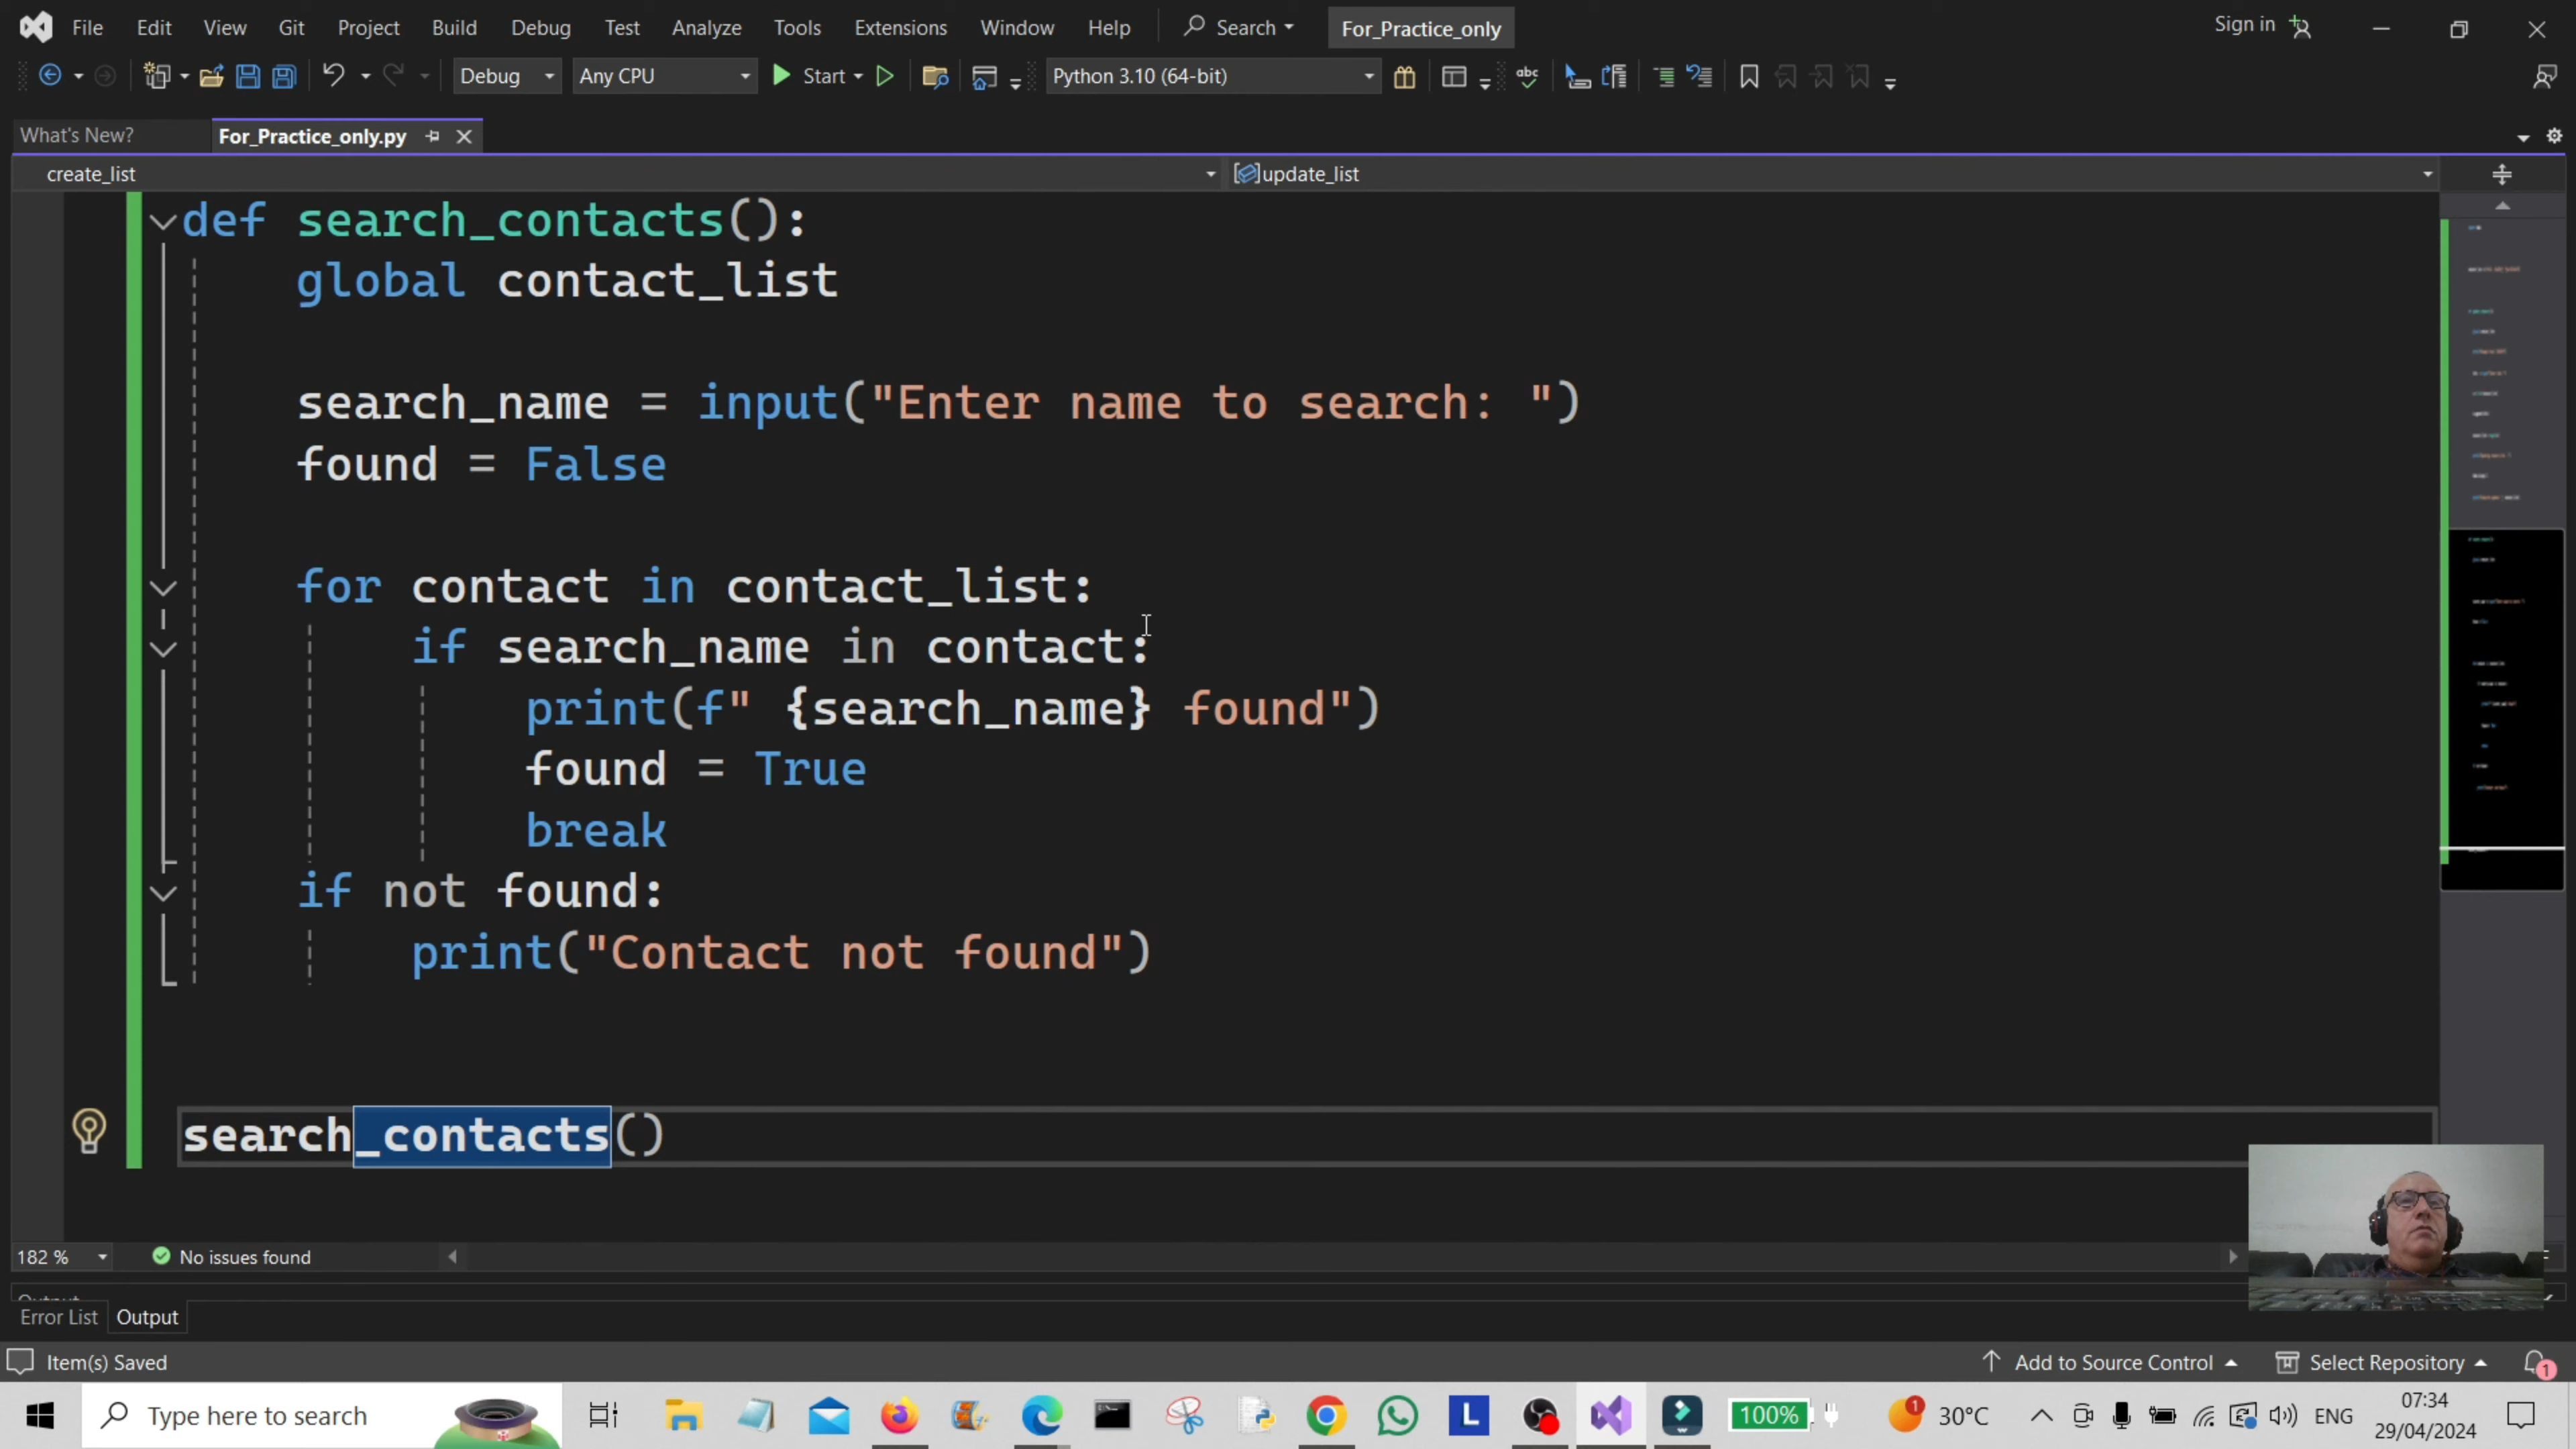 File Edit View Git Project Build Debug Test Analyze Tools Extensions Window Help Search For_Practice_only Sign in
Debug Any CPU Start Python 3.10 (64-bit) abc
What's New? For_Practice_only.py
create_list update_list
def search_contacts():
global contact_list
search_name = input("Enter name to search: ")
found = False
for contact in contact_list:
if search_name in contact:
print(f" {search_name} found")
found = True
break
if not found:
print("Contact not found")
search_contacts()
182 % No issues found
Output
Error List Output
Item(s) Saved Add to Source Control Select Repository 1
Type here to search L 100% 1 30°C ENG 07:34
29/04/2024